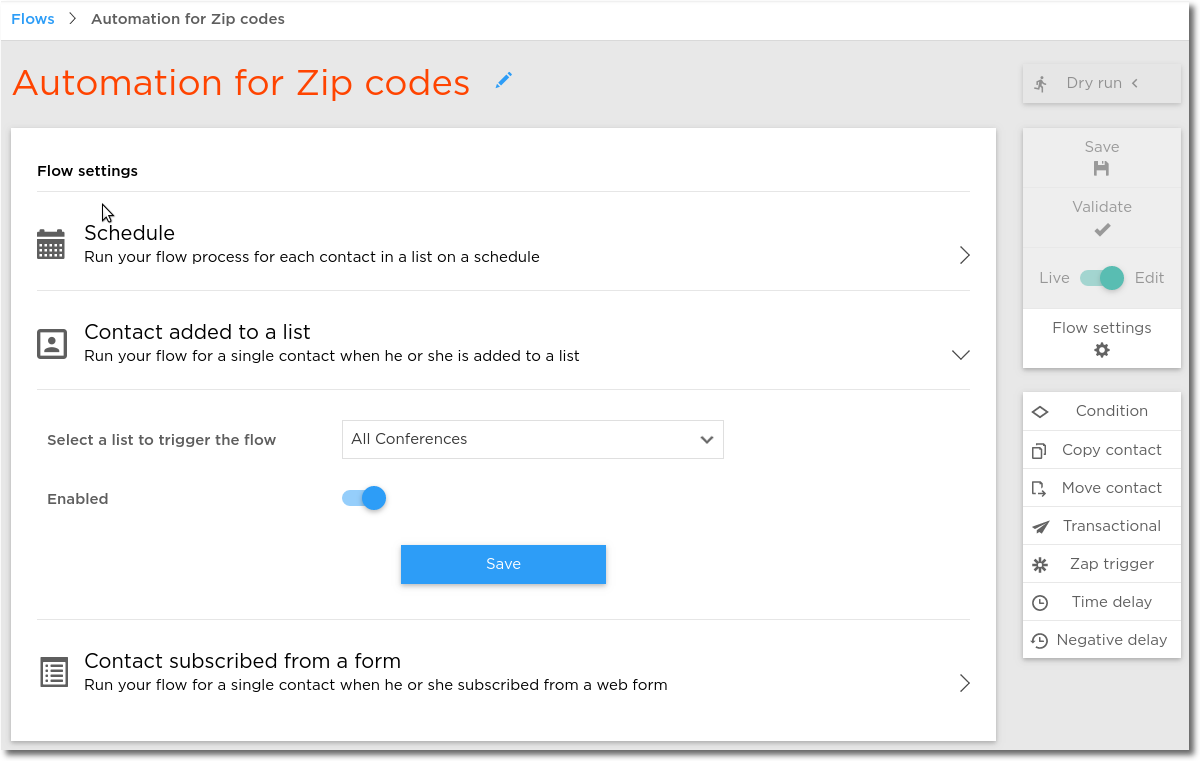 Flows > Automation for Zip codes
Automation for Zip codes
Dry run <
Flow settings
Schedule
Run your flow process for each contact in a list on a schedule
Contact added to a list
Run your flow for a single contact when he or she is added to a list
Select a list to trigger the flow
All Conferences
Enabled
Save
Contact subscribed from a form
Run your flow for a single contact when he or she subscribed from a web form
Save
Validate
Live Edit
Flow settings
Condition
Copy contact
Move contact
Transactional
Zap trigger
Time delay
Negative delay